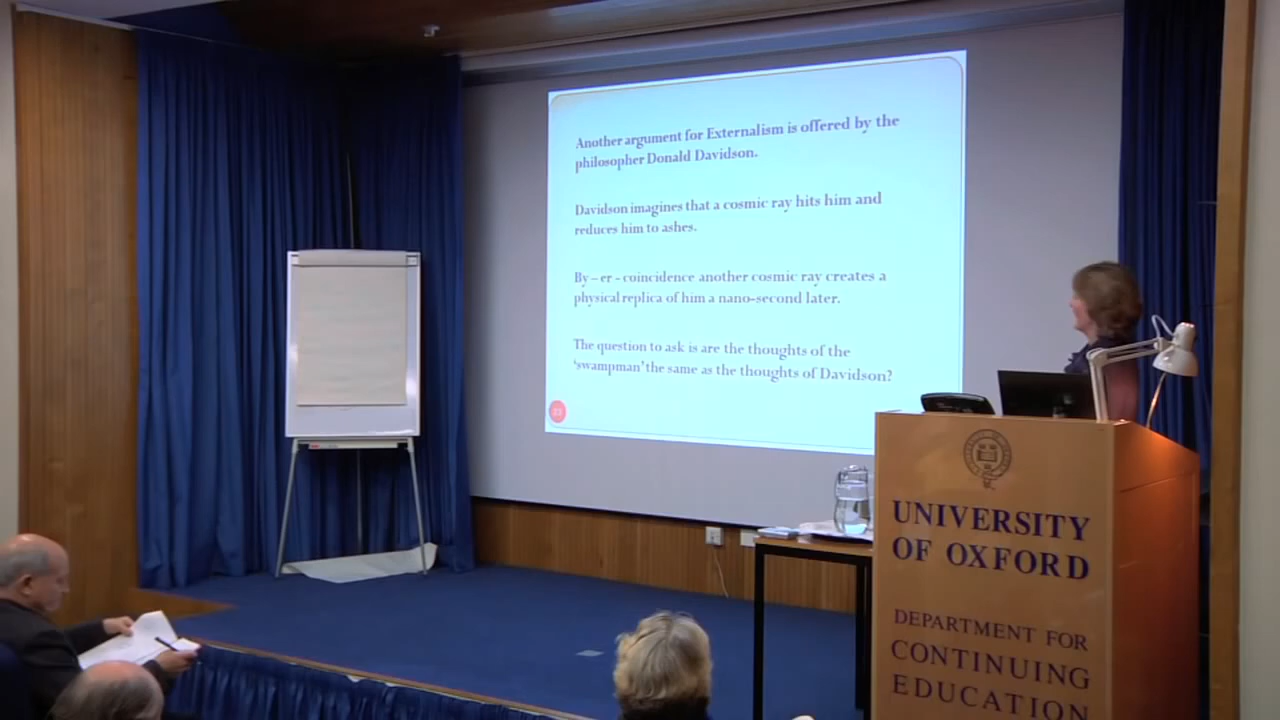 Another argument for Externalism is offered by the
philosopher Donald Davidson.
Davidson imagines that a cosmic ray hits him and
reduces him to ashes.
By – er - coincidence another cosmic ray creates a
physical replica of him a nano-second later.
The question to ask is are the thoughts of the
'swampman' the same as the thoughts of Davidson?
UNIVERSITY
OF OXFORD
DEPARTMENT FOR
CONTINUING
EDUCATION